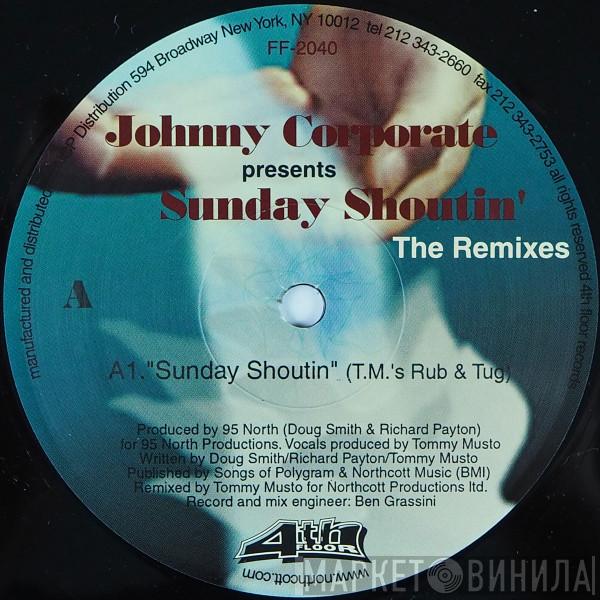 manufactured and distributed P Distribution 594 Broadway New York, NY 10012 tel 212 343-2660 fax 212 343-2753 all rights reserved 4th floor records
FF-2040
Johnny Corporate
presents
Sunday Shoutin'
The Remixes
A
A1."Sunday Shoutin" (T.M.'s Rub & Tug)
Produced by 95 North (Doug Smith & Richard Payton)
for 95 North Productions. Vocals produced by Tommy Musto
Written by Doug Smith/Richard Payton/Tommy Musto
Published by Songs of Polygram & Northcott Music (BMI)
Remixed by Tommy Musto for Northcott Productions ltd.
Record and mix engineer: Ben Grassini
4th
FLOOR
www.northcott.com
МАРКЕТ ВИНИЛА